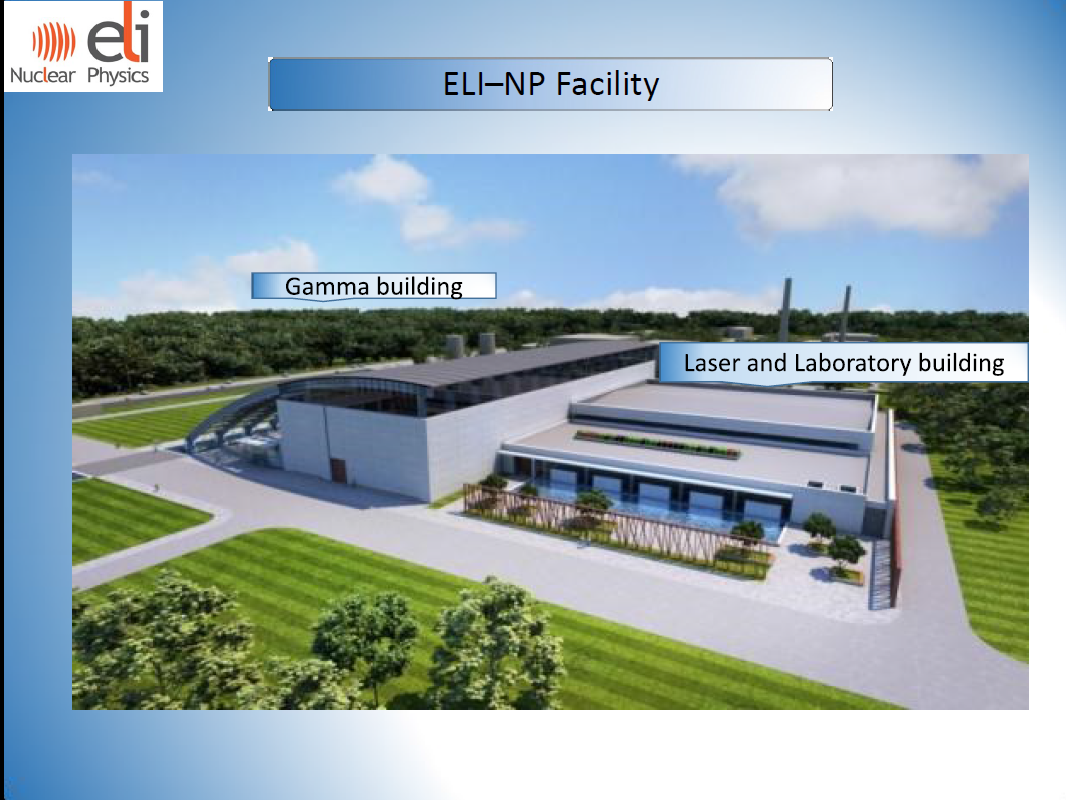 eli
Nuclear Physics
ELI–NP Facility
Gamma building
Laser and Laboratory building